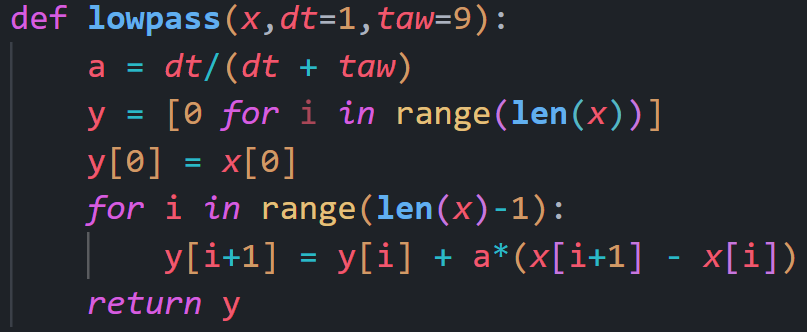 def lowpass(x,dt=1,taw=9):
    a = dt/(dt + taw)
    y = [0 for i in range(len(x))]
    y[0] = x[0]
    for i in range(len(x)-1):
        y[i+1] = y[i] + a*(x[i+1] - x[i])
    return y